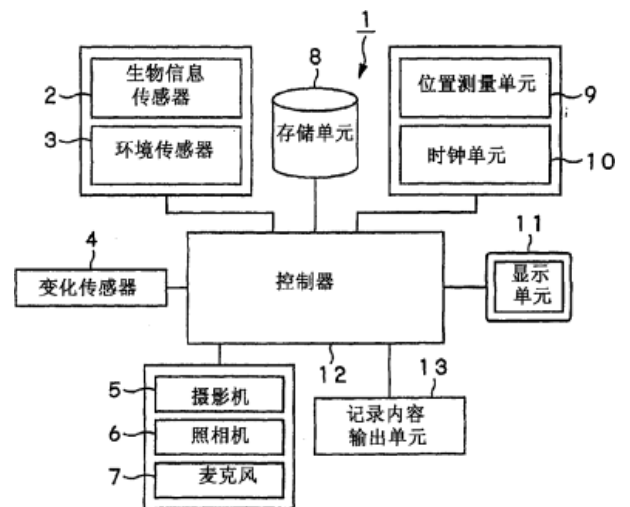 1
8
2
生物信息
传感器
3
环境传感器
存储单元
位置测量单元
9
时钟单元
10
4
变化传感器
控制器
11
显示
单元
12
5
摄影机
6
照相机
7
麦克风
13
记录内容
输出单元